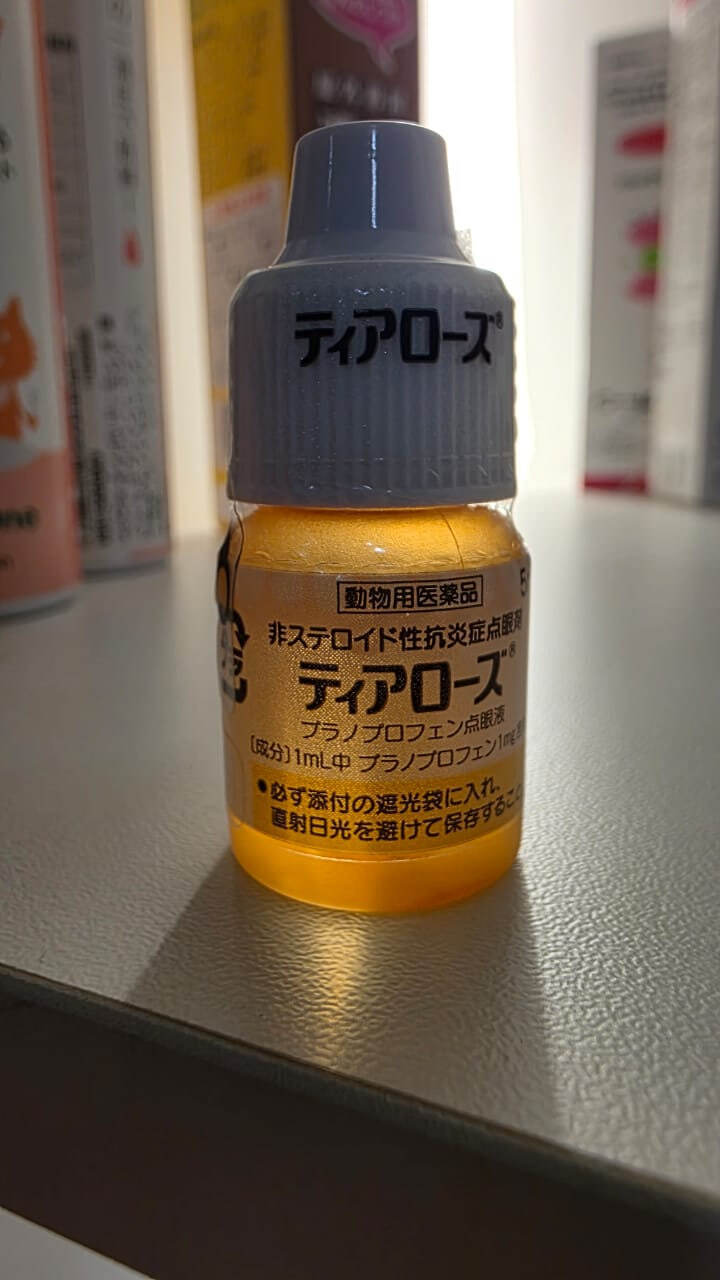 ティアローズ®
動物用医薬品
非ステロイド性抗炎症点眼剤
ティアローズ®
プラノプロフェン点眼液
〔成分〕1mL中 プラノプロフェン1mg
●必ず添付の遮光袋に入れ、
直射日光を避けて保存すること